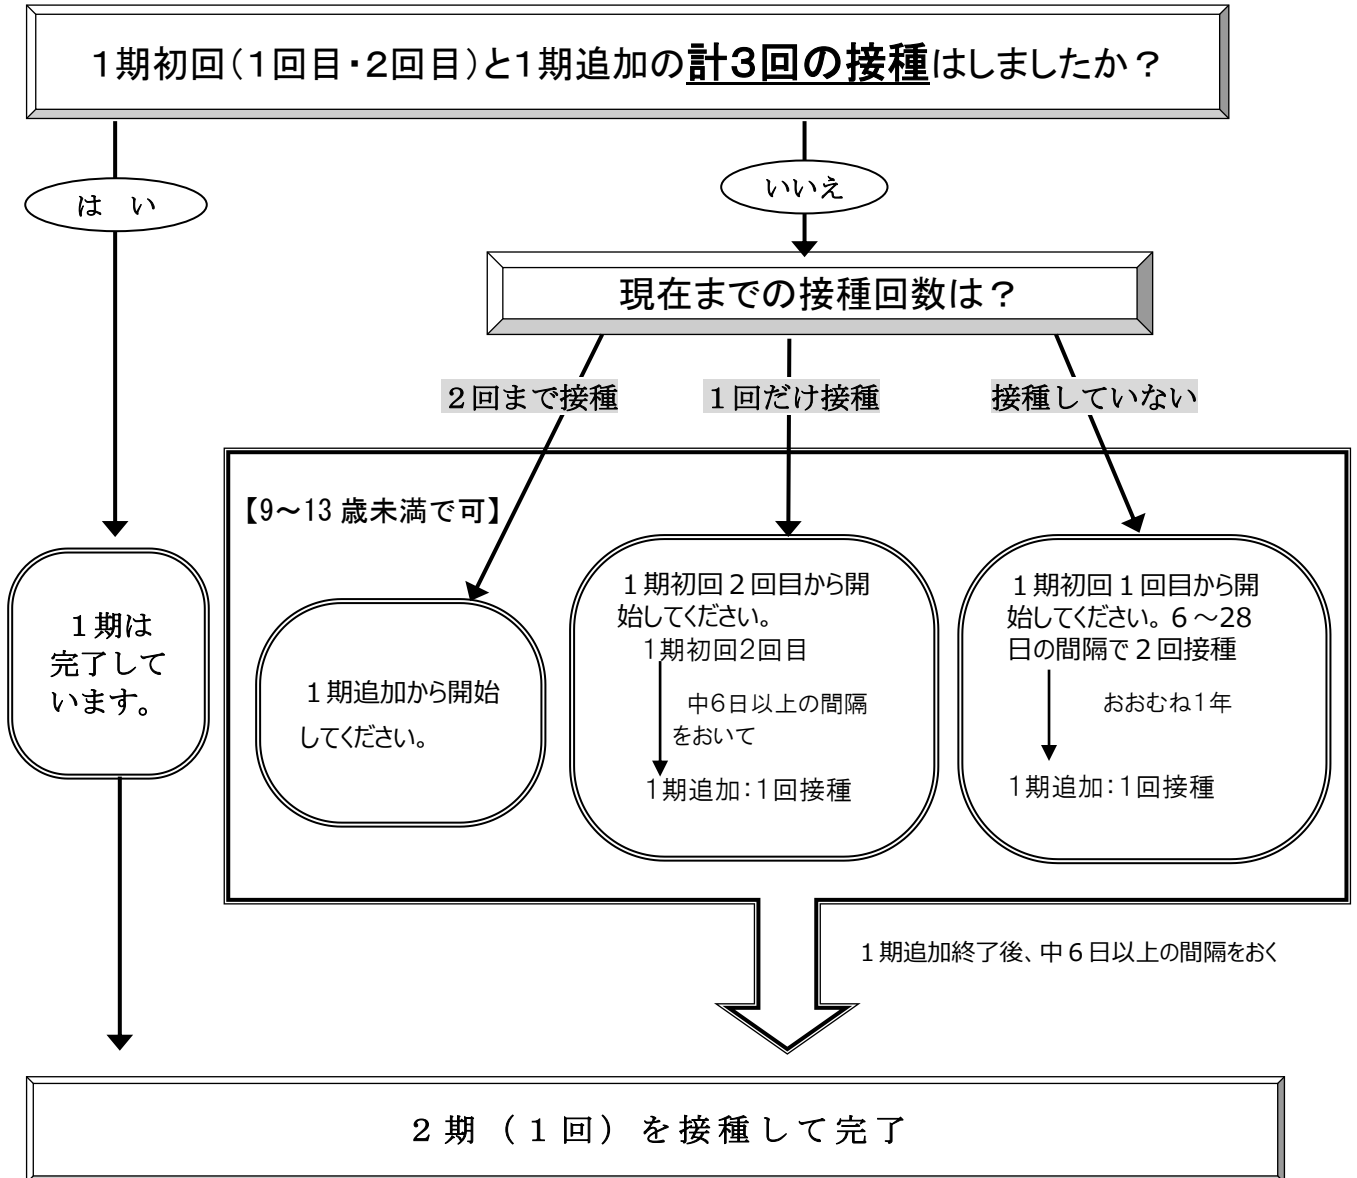 1期初回(1回目・2回目)と1期追加の計3回の接種はしましたか？
は　い
いいえ
現在までの接種回数は？
２回まで接種
１回だけ接種
接種していない
【9～13 歳未満で可】
１期は
完了して
います。
１期追加から開始
してください。
１期初回２回目から開
始してください。
1期初回2回目
中6日以上の間隔
をおいて
1期追加：1回接種
１期初回１回目から開
始してください。６～28
日の間隔で２回接種
おおむね1年
1期追加：1回接種
１期追加終了後、中６日以上の間隔をおく
２期（１回）を接種して完了